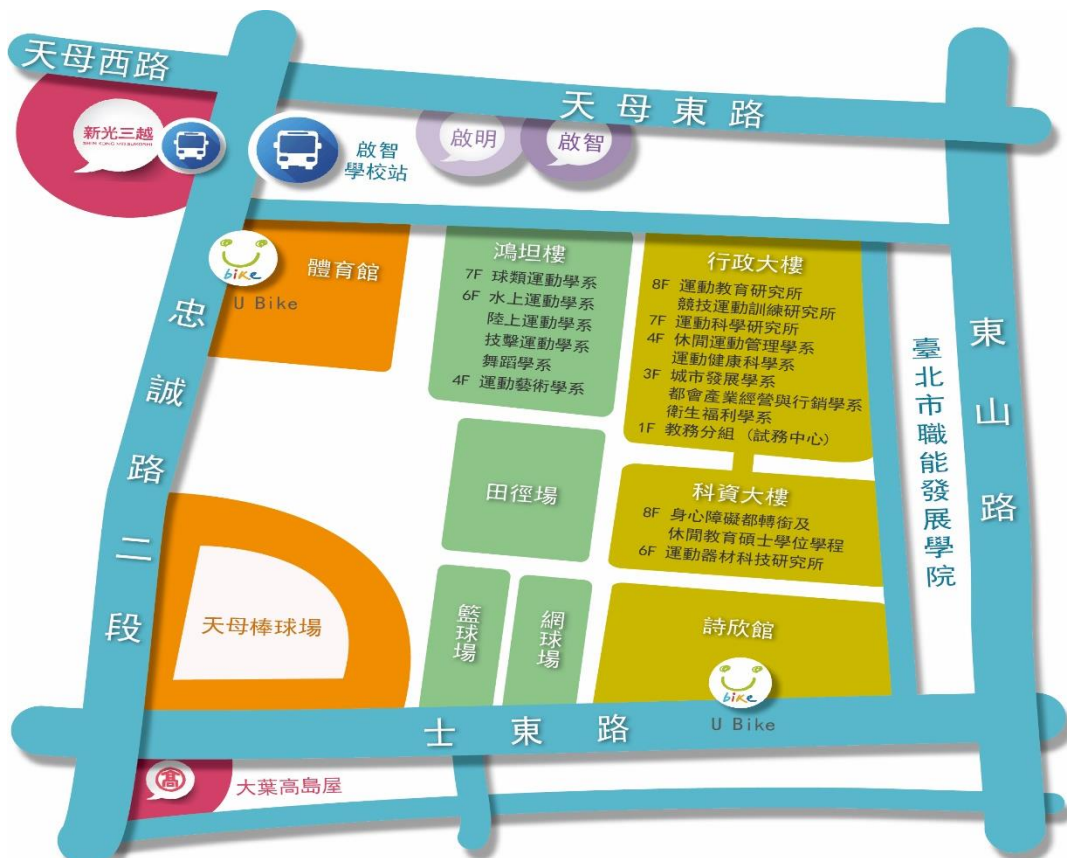 天母西路
天母東路
新光三越
SHIN KONG MITSUKOSHI
啟智
學校站
啟明
啟智
bike
U Bike
體育館
鴻坦樓
7F 球類運動學系
6F 水上運動學系
陸上運動學系
技擊運動學系
舞蹈學系
4F 運動藝術學系
行政大樓
8F 運動教育研究所
競技運動訓練研究所
7F 運動科學研究所
4F 休閒運動管理學系
運動健康科學系
3F 城市發展學系
都會產業經營與行銷學系
衛生福利學系
1F 教務分組（試務中心）
忠誠路二段
臺北市職能發展學院
東山路
田徑場
科資大樓
8F 身心障礙都轉銜及
休閒教育碩士學位學程
6F 運動器材科技研究所
天母棒球場
籃球場
網球場
詩欣館
bike
U Bike
士東路
髙
大葉高島屋